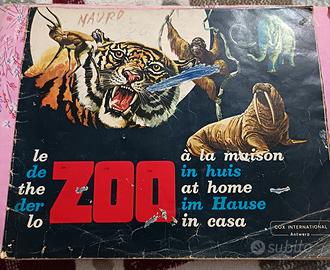 MAURO
le ZOO à la maison
de in huis
the at home
der im Hause
lo in casa
COX INTERNATIONAL
Antwerp
subito